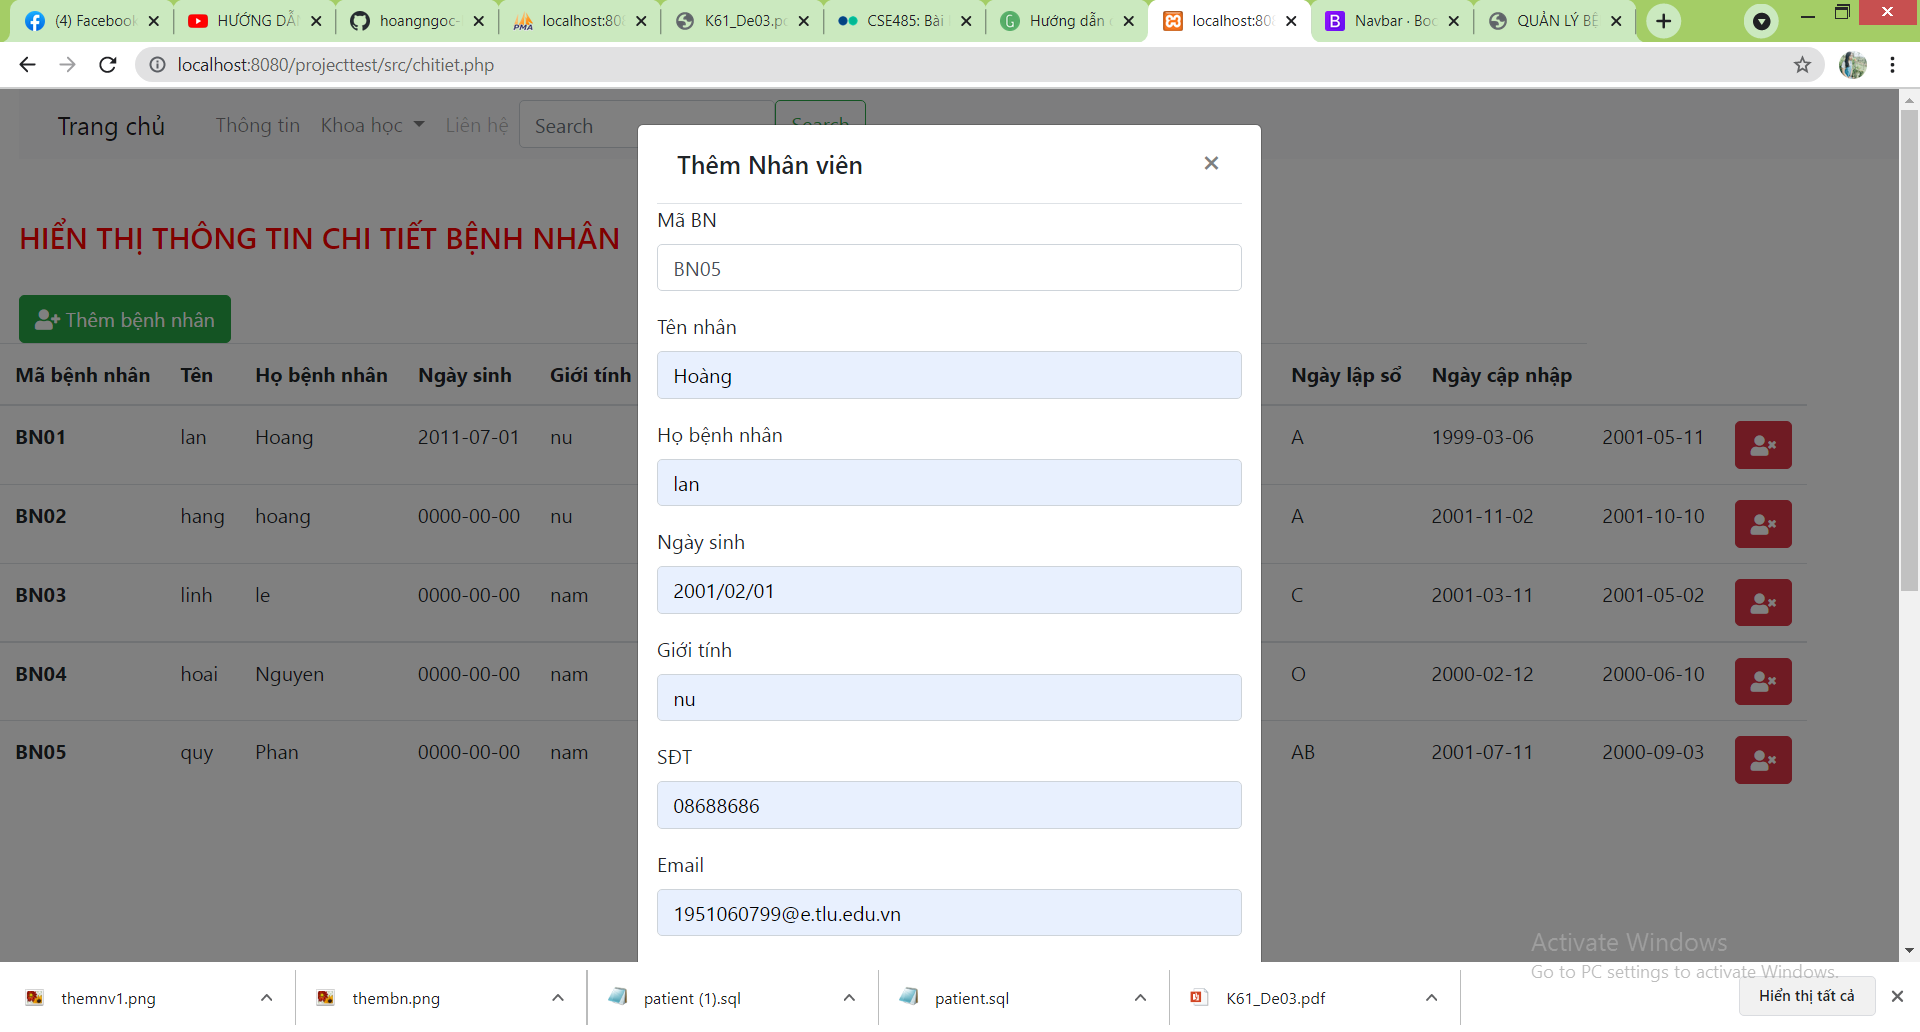 (4) Facebook
HƯỚNG DẪN
hoangngoc-
localhost:808
K61_De03.pd
CSE485: Bài
Hướng dẫn
localhost:808
Navbar · Boo
QUẢN LÝ BỆ
localhost:8080/projecttest/src/chitiet.php
Trang chủ
Thông tin
Khoa học
Liên hệ
Search
Search
HIỂN THỊ THÔNG TIN CHI TIẾT BỆNH NHÂN
Thêm bệnh nhân
Mã bệnh nhân Tên Họ bệnh nhân Ngày sinh Giới tính Ngày lập sổ Ngày cập nhập
BN01 lan Hoang 2011-07-01 nu A 1999-03-06 2001-05-11
BN02 hang hoang 0000-00-00 nu A 2001-11-02 2001-10-10
BN03 linh le 0000-00-00 nam C 2001-03-11 2001-05-02
BN04 hoai Nguyen 0000-00-00 nam O 2000-02-12 2000-06-10
BN05 quy Phan 0000-00-00 nam AB 2001-07-11 2000-09-03
Thêm Nhân viên
Mã BN
BN05
Tên nhân
Hoàng
Họ bệnh nhân
lan
Ngày sinh
2001/02/01
Giới tính
nu
SĐT
08688686
Email
1951060799@e.tlu.edu.vn
Activate Windows
Go to PC settings to activate Windows.
themnv1.png
thembn.png
patient (1).sql
patient.sql
K61_De03.pdf
Hiển thị tất cả